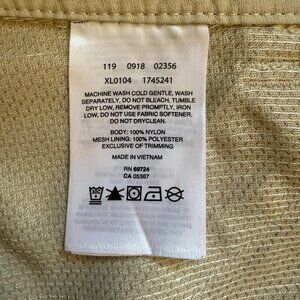 119 0918 02356
XL0104 1745241
MACHINE WASH COLD GENTLE, WASH
SEPARATELY, DO NOT BLEACH, TUMBLE
DRY LOW, REMOVE PROMPTLY, IRON
LOW, DO NOT USE FABRIC SOFTENER,
DO NOT DRYCLEAN.
BODY: 100% NYLON
MESH LINING: 100% POLYESTER
EXCLUSIVE OF TRIMMING
MADE IN VIETNAM
RN 69724
CA 05367